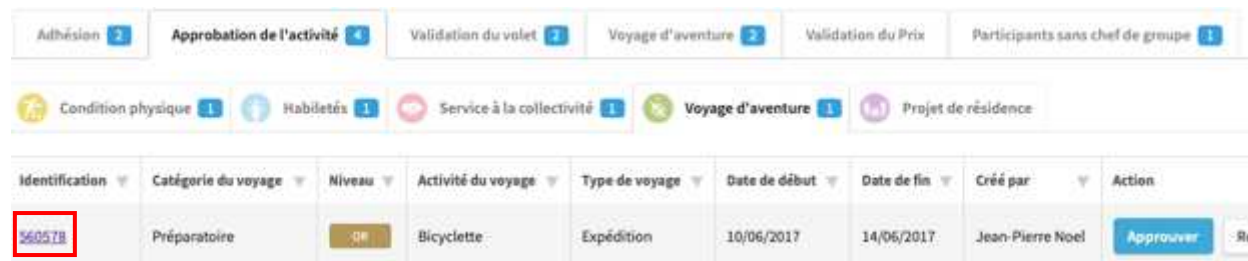 Adhésion 2 Approbation de l'activité 4 Validation du volet 2 Voyage d'aventure 2 Validation du Prix Participants sans chef de groupe 1
Condition physique 1 Habiletés 1 Service à la collectivité 1 Voyage d'aventure 1 Projet de résidence
Identification Catégorie du voyage Niveau Activité du voyage Type de voyage Date de début Date de fin Créé par Action
560578 Préparatoire OR Bicyclette Expédition 10/06/2017 14/06/2017 Jean-Pierre Noel Approuver